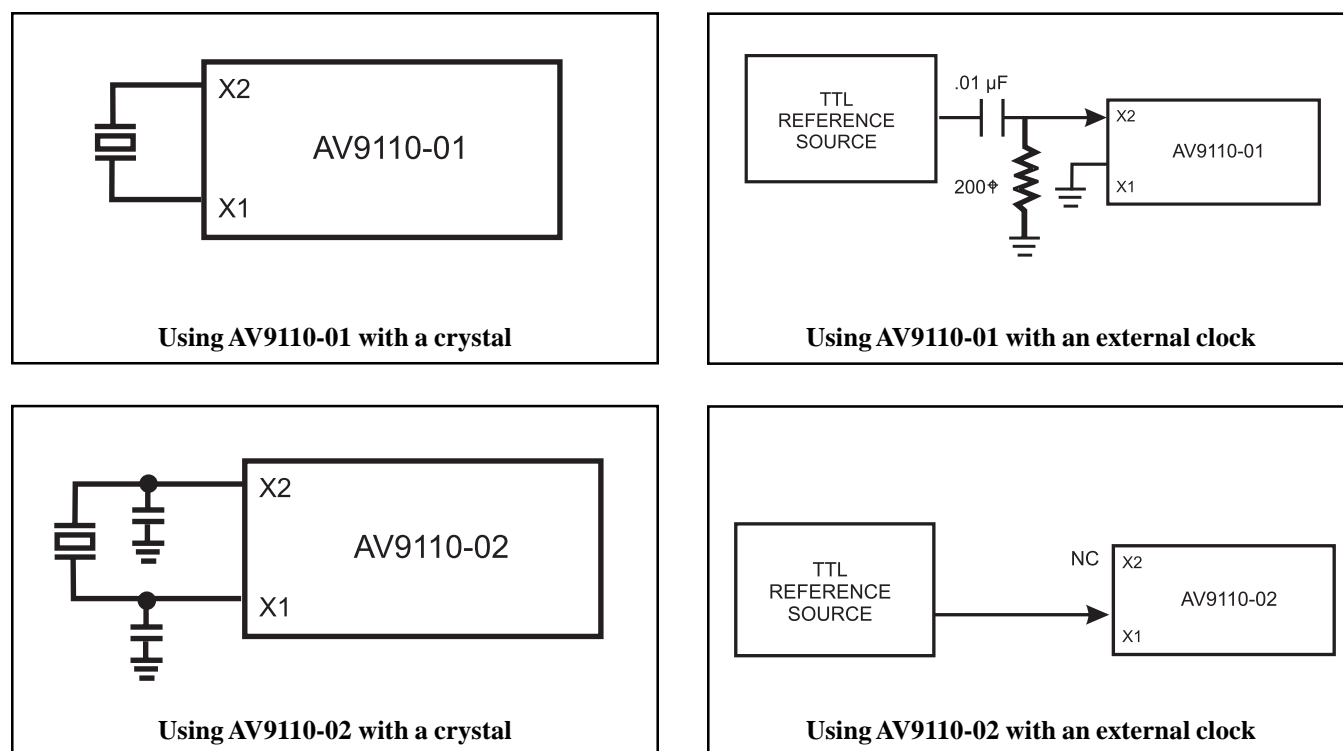 X2
AV9110-01
X1
Using AV9110-01 with a crystal
TTL
REFERENCE
SOURCE
.01 µF
200⌽
X2
AV9110-01
X1
Using AV9110-01 with an external clock
X2
AV9110-02
X1
Using AV9110-02 with a crystal
TTL
REFERENCE
SOURCE
NC
X2
AV9110-02
X1
Using AV9110-02 with an external clock